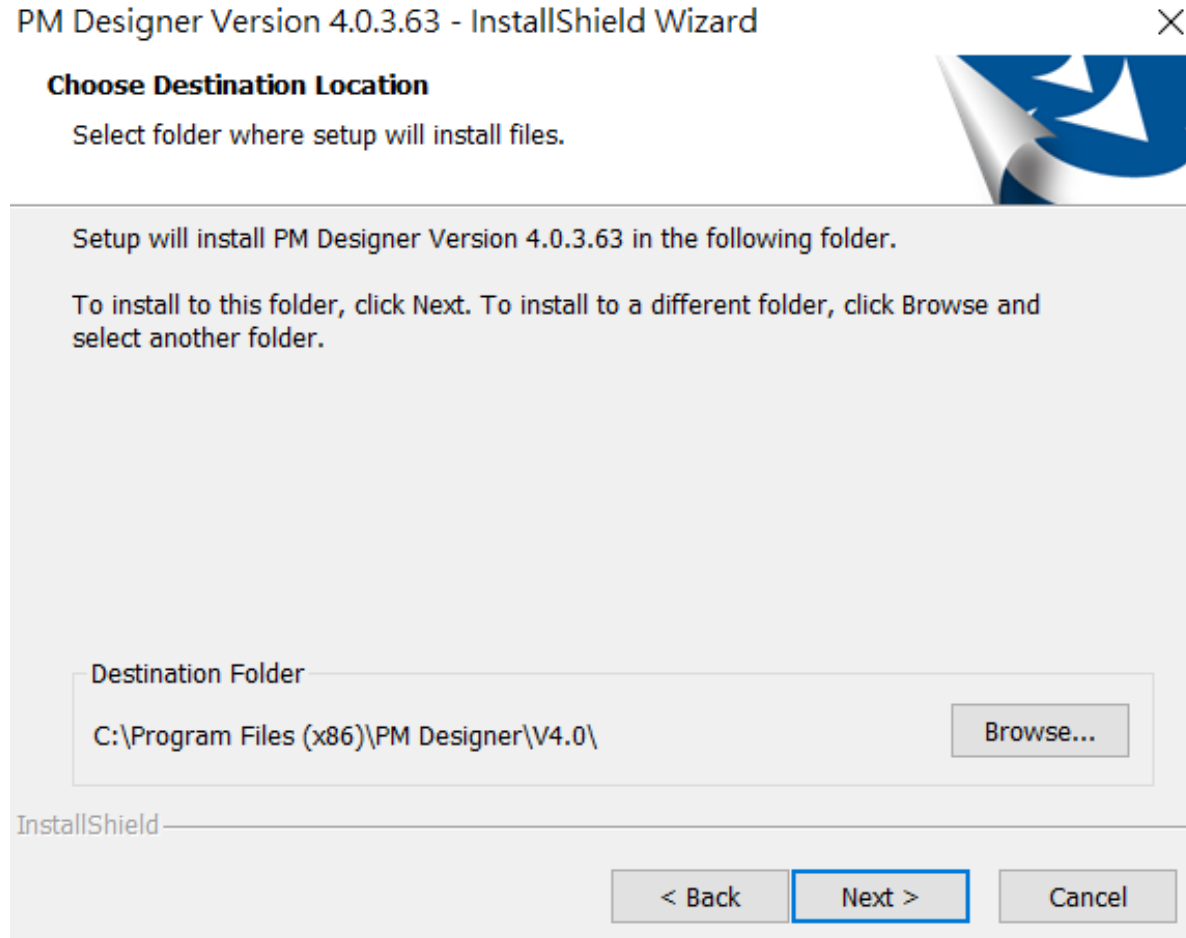 PM Designer Version 4.0.3.63 - InstallShield Wizard
Choose Destination Location
Select folder where setup will install files.
Setup will install PM Designer Version 4.0.3.63 in the following folder.
To install to this folder, click Next. To install to a different folder, click Browse and
select another folder.
Destination Folder
C:\Program Files (x86)\PM Designer\V4.0\
Browse...
InstallShield
< Back
Next >
Cancel